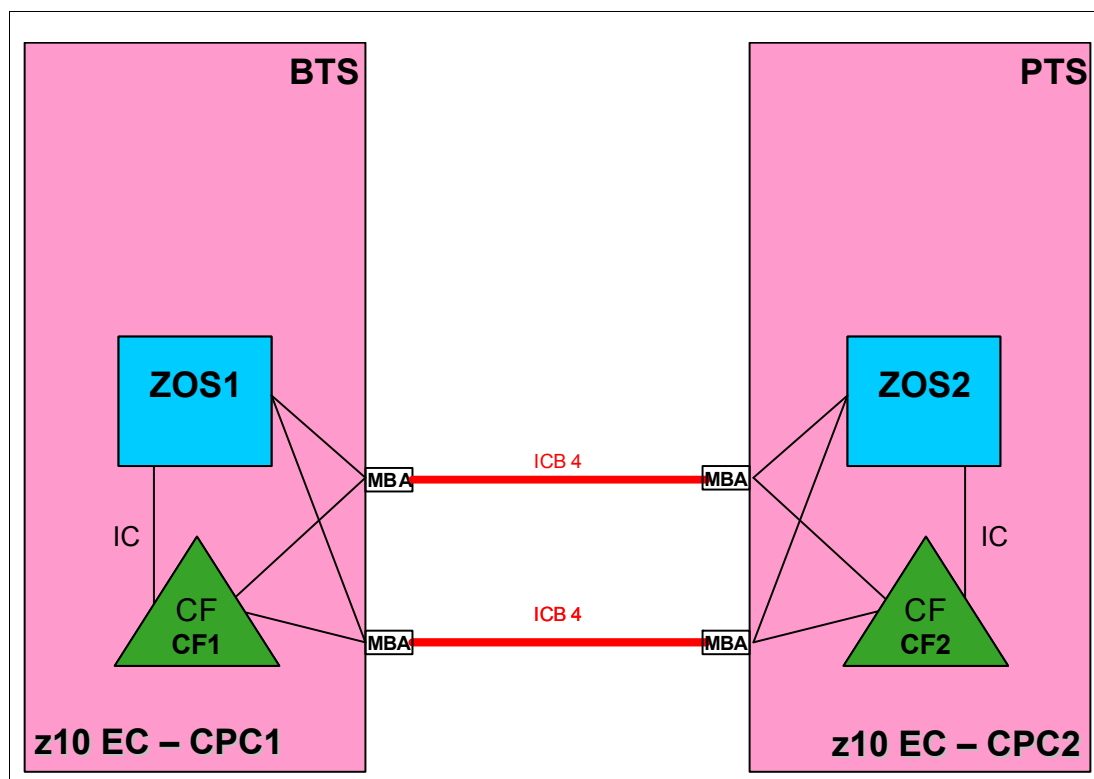 BTS
PTS
ZOS1
ZOS2
ICB 4
MBA
MBA
IC
IC
CF
CF1
CF
CF2
ICB 4
MBA
MBA
z10 EC – CPC1
z10 EC – CPC2